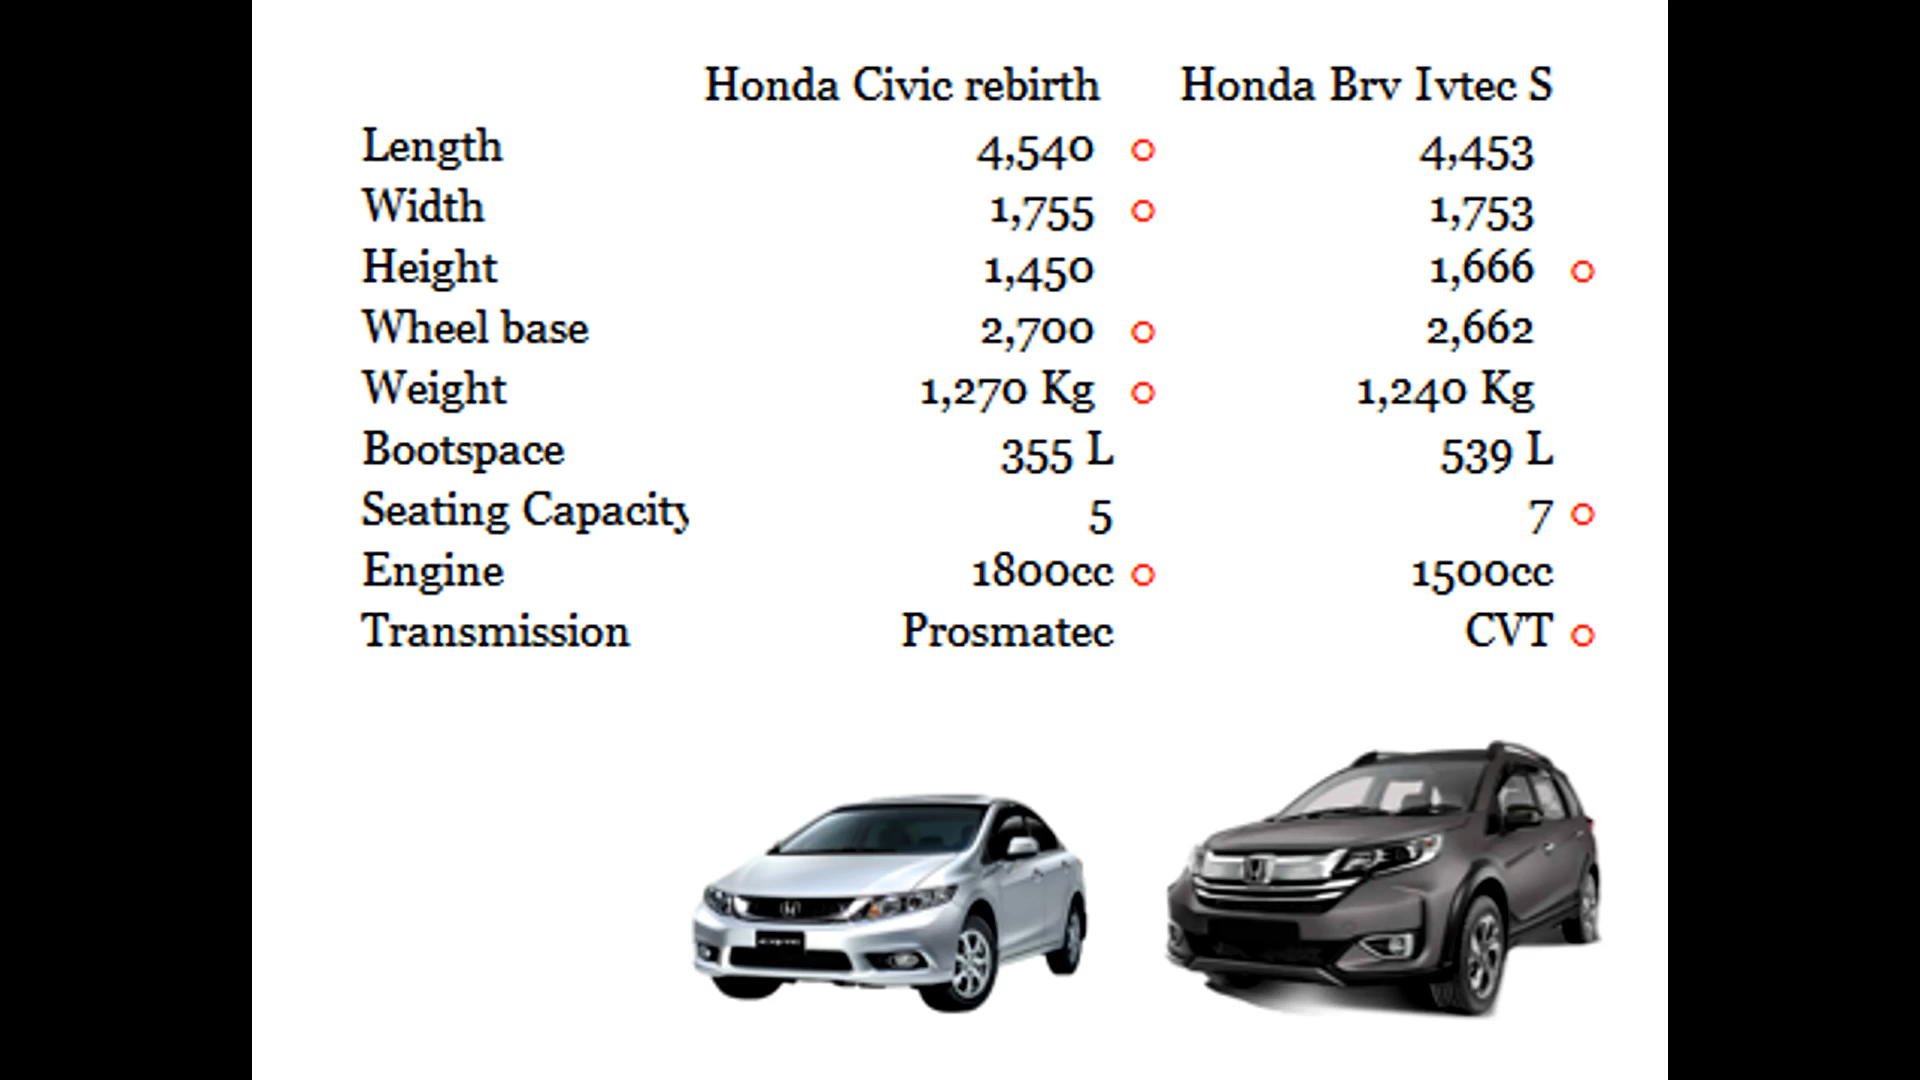 Honda Civic rebirth Honda Brv Ivtec S
Length 4,540 4,453
Width 1,755 1,753
Height 1,450 1,666
Wheel base 2,700 2,662
Weight 1,270 Kg 1,240 Kg
Bootspace 355 L 539 L
Seating Capacity 5 7
Engine 1800cc 1500cc
Transmission Prosmatec CVT